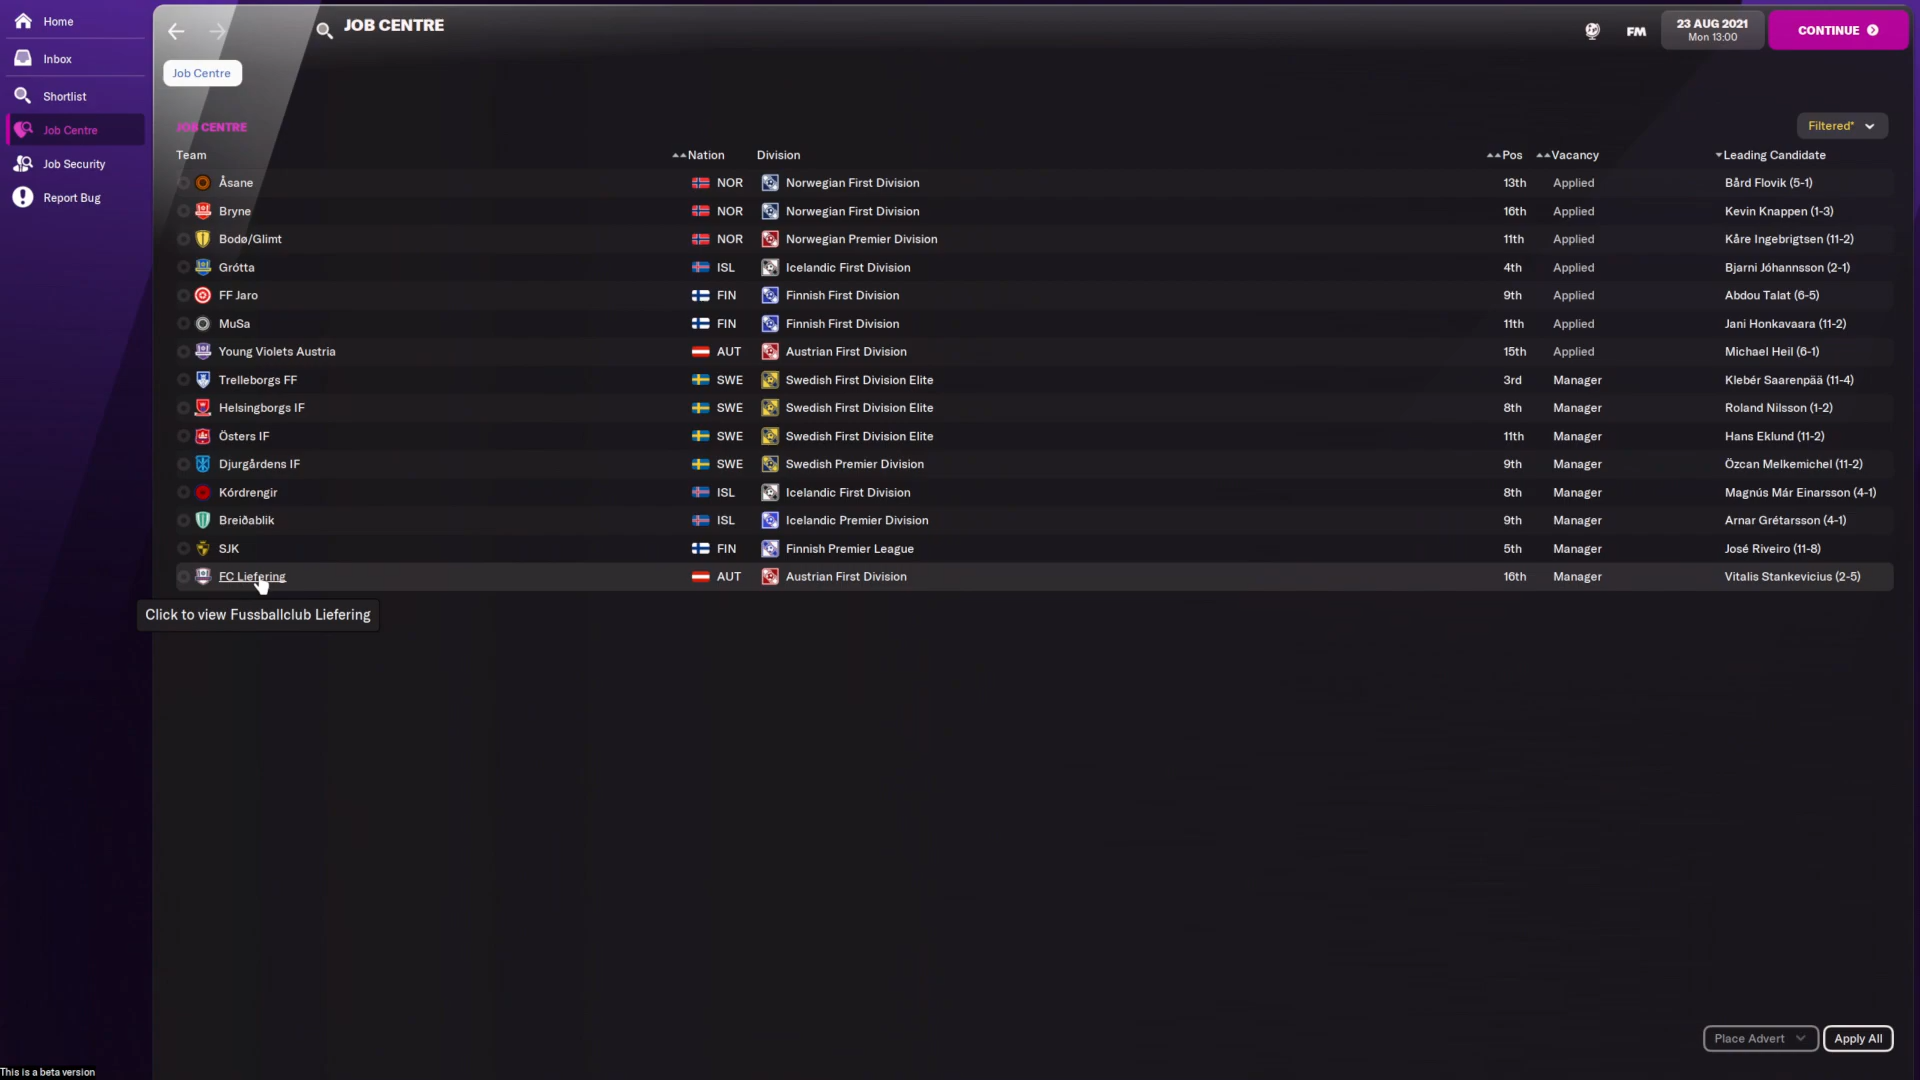 Home
Inbox
Shortlist
Job Centre
Job Security
Report Bug
JOB CENTRE
FM
23 AUG 2021
Mon 13:00
CONTINUE
Job Centre
JOB CENTRE
Filtered*
Team Nation Division Pos Vacancy Leading Candidate
Åsane NOR Norwegian First Division 13th Applied Bård Flovik (5-1)
Bryne NOR Norwegian First Division 16th Applied Kevin Knappen (1-3)
Bodø/Glimt NOR Norwegian Premier Division 11th Applied Kåre Ingebrigtsen (11-2)
Grótta ISL Icelandic First Division 4th Applied Bjarni Jóhannsson (2-1)
FF Jaro FIN Finnish First Division 9th Applied Abdou Talat (6-5)
MuSa FIN Finnish First Division 11th Applied Jani Honkavaara (11-2)
Young Violets Austria AUT Austrian First Division 15th Applied Michael Heil (6-1)
Trelleborgs FF SWE Swedish First Division Elite 3rd Manager Klebér Saarenpää (11-4)
Helsingborgs IF SWE Swedish First Division Elite 8th Manager Roland Nilsson (1-2)
Östers IF SWE Swedish First Division Elite 11th Manager Hans Eklund (11-2)
Djurgårdens IF SWE Swedish Premier Division 9th Manager Özcan Melkemichel (11-2)
Kórdrengir ISL Icelandic First Division 8th Manager Magnús Már Einarsson (4-1)
Breiðablik ISL Icelandic Premier Division 9th Manager Arnar Grétarsson (4-1)
SJK FIN Finnish Premier League 5th Manager José Riveiro (11-8)
FC Liefering AUT Austrian First Division 16th Manager Vitalis Stankevicius (2-5)
Click to view Fussballclub Liefering
Place Advert
Apply All
This is a beta version